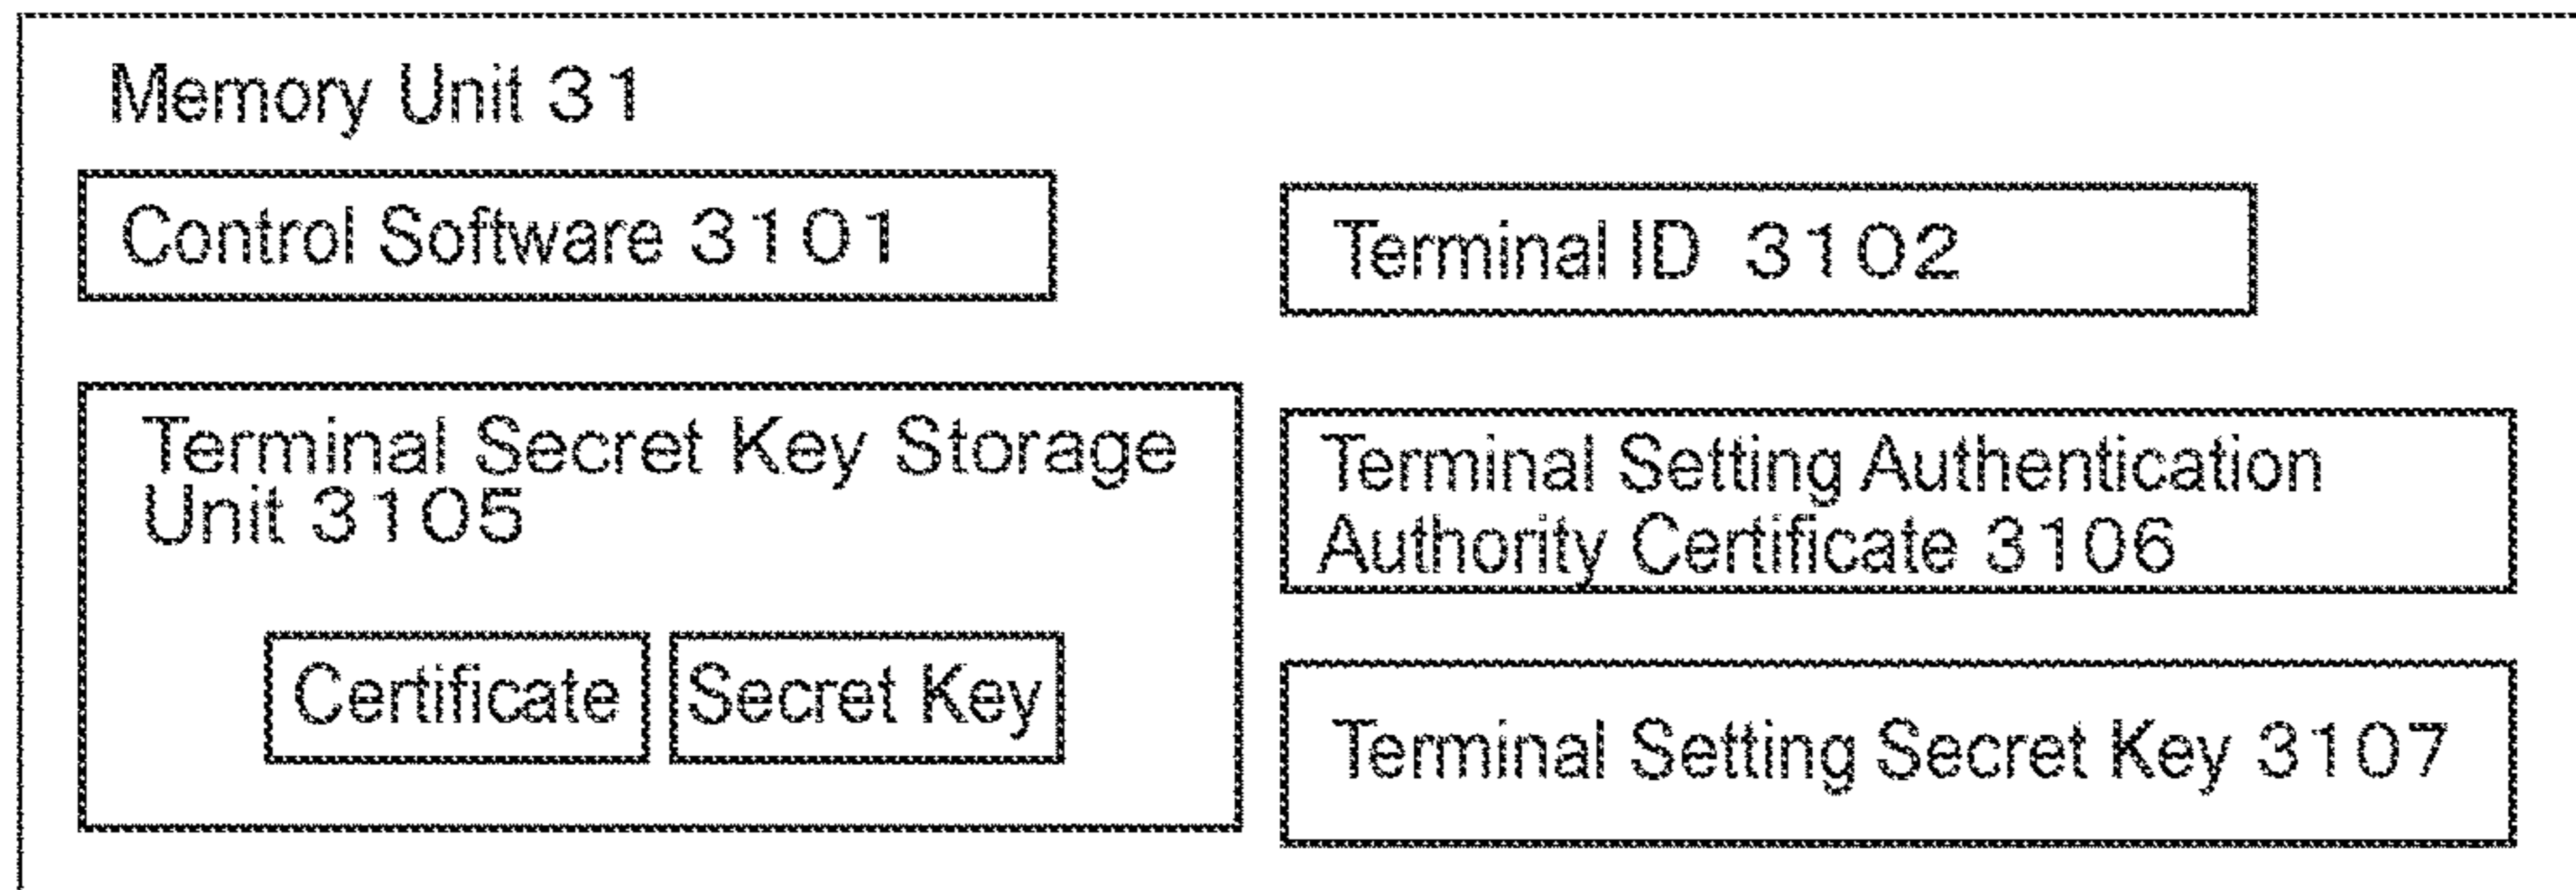 Memory Unit 31
Control Software 3101
Terminal ID 3102
Terminal Secret Key Storage
Unit 3105
Certificate
Secret Key
Terminal Setting Authentication
Authority Certificate 3106
Terminal Setting Secret Key 3107